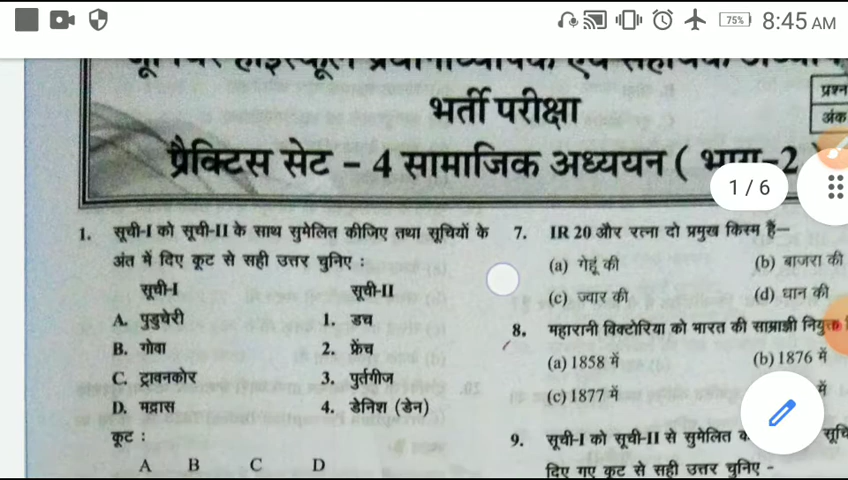 75%
8:45 AM
भर्ती परीक्षा
प्रश्न
अंक
प्रैक्टिस सेट - 4 सामाजिक अध्ययन ( भाग-2 )
1 / 6
1. सूची-I को सूची-II के साथ सुमेलित कीजिए तथा सूचियों के
अंत में दिए कूट से सही उत्तर चुनिए :
सूची-I सूची-II
A. पुडुचेरी 1. डच
B. गोवा 2. फ्रेंच
C. ट्रावनकोर 3. पुर्तगीज
D. मद्रास 4. डेनिश (डेन)
कूट :
A B C D
7. IR 20 और रत्ना दो प्रमुख किस्म हैं—
(a) गेहूं की (b) बाजरा की
(c) ज्वार की (d) धान की
8. महारानी विक्टोरिया को भारत की साम्राज्ञी नियुक्त
(a) 1858 में (b) 1876 में
(c) 1877 में में
9. सूची-I को सूची-II से सुमेलित
दिए गए कूट से सही उत्तर चुनिए -